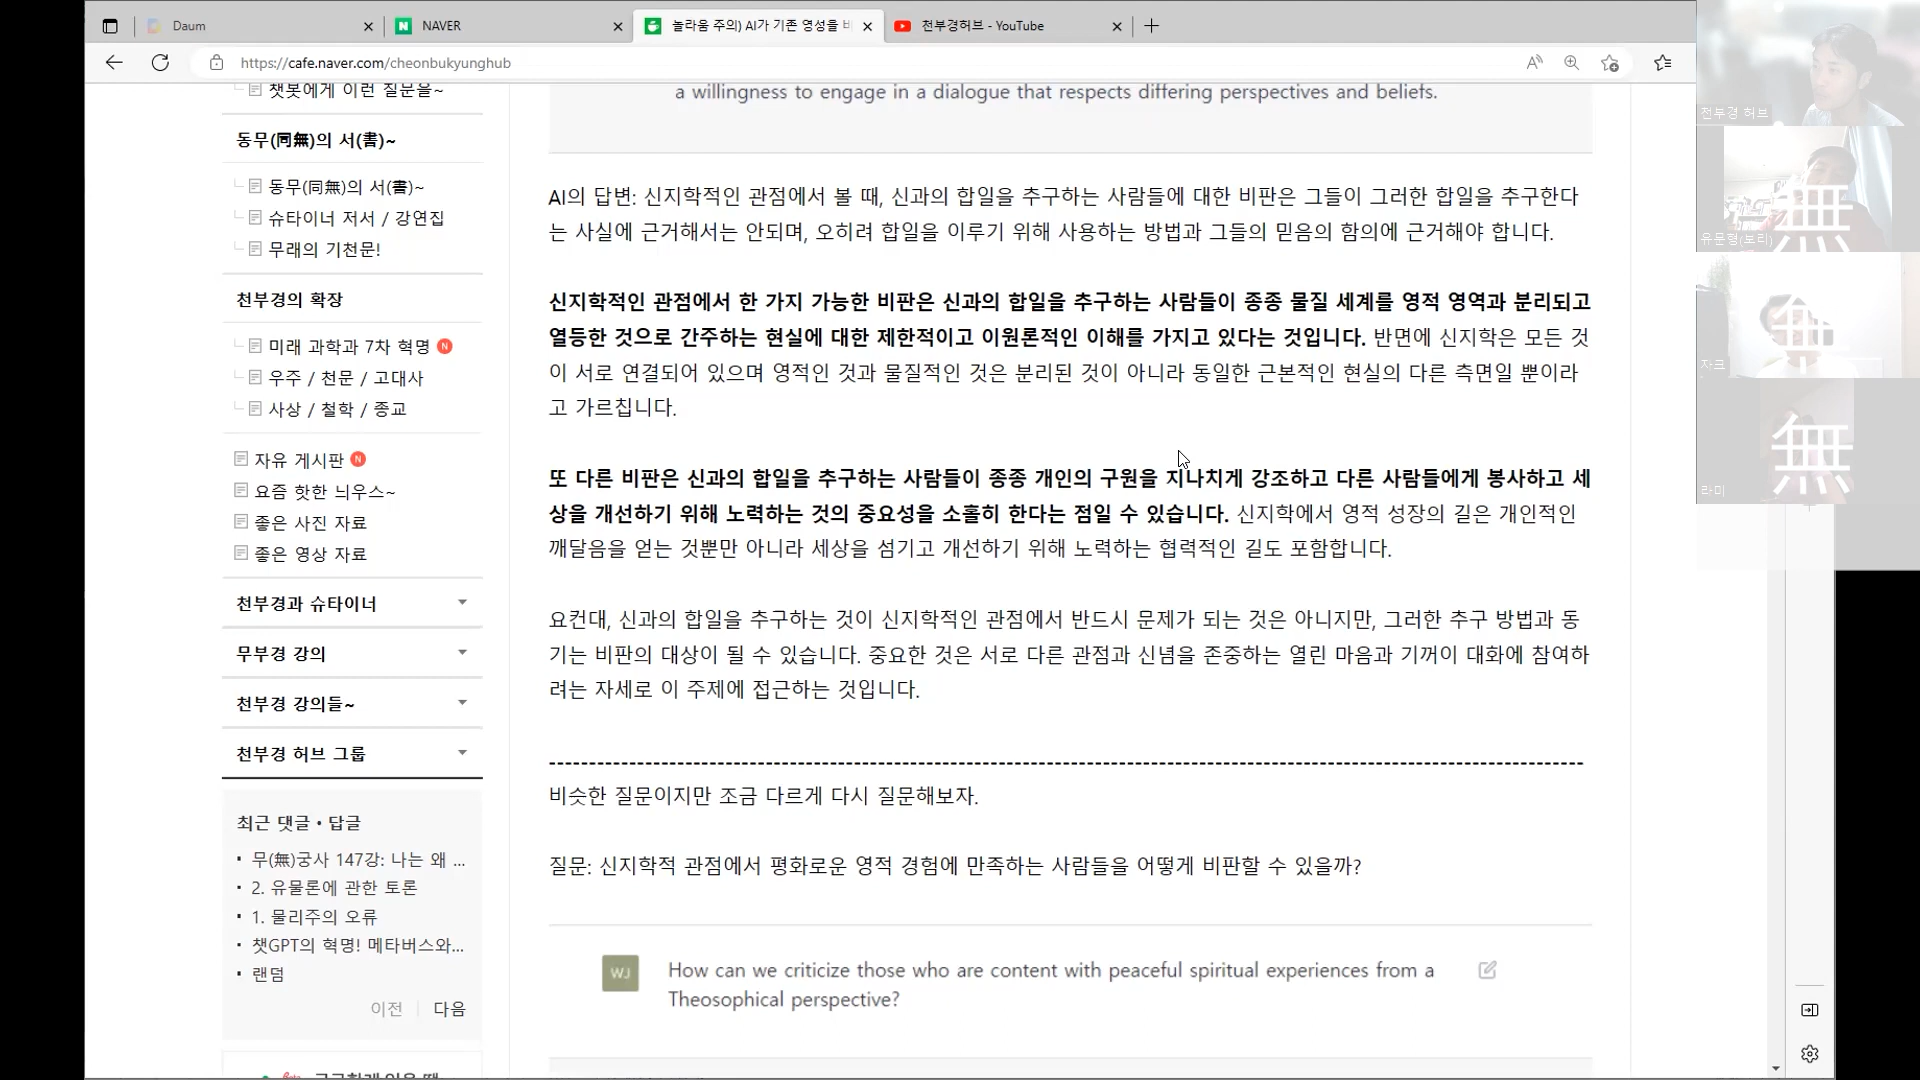 Daum
NAVER
놀라움 주의) AI가 기존 영성을 비
천부경허브 - YouTube
https://cafe.naver.com/cheonbukyunghub
챗봇에게 이런 질문을~
동무(同無)의 서(書)~
동무(同無)의 서(書)~
슈타이너 저서 / 강연집
무래의 기천문!
천부경의 확장
미래 과학과 7차 혁명 N
우주 / 천문 / 고대사
사상 / 철학 / 종교
자유 게시판 N
요즘 핫한 늬우스~
좋은 사진 자료
좋은 영상 자료
천부경과 슈타이너
무부경 강의
천부경 강의들~
천부경 허브 그룹
최근 댓글 • 답글
무(無)궁사 147강: 나는 왜 ...
2. 유물론에 관한 토론
1. 물리주의 오류
챗GPT의 혁명! 메타버스와...
랜덤
이전 다음
a willingness to engage in a dialogue that respects differing perspectives and beliefs.
AI의 답변: 신지학적인 관점에서 볼 때, 신과의 합일을 추구하는 사람들에 대한 비판은 그들이 그러한 합일을 추구한다
는 사실에 근거해서는 안되며, 오히려 합일을 이루기 위해 사용하는 방법과 그들의 믿음의 함의에 근거해야 합니다.
신지학적인 관점에서 한 가지 가능한 비판은 신과의 합일을 추구하는 사람들이 종종 물질 세계를 영적 영역과 분리되고
열등한 것으로 간주하는 현실에 대한 제한적이고 이원론적인 이해를 가지고 있다는 것입니다. 반면에 신지학은 모든 것
이 서로 연결되어 있으며 영적인 것과 물질적인 것은 분리된 것이 아니라 동일한 근본적인 현실의 다른 측면일 뿐이라
고 가르칩니다.
또 다른 비판은 신과의 합일을 추구하는 사람들이 종종 개인의 구원을 지나치게 강조하고 다른 사람들에게 봉사하고 세
상을 개선하기 위해 노력하는 것의 중요성을 소홀히 한다는 점일 수 있습니다. 신지학에서 영적 성장의 길은 개인적인
깨달음을 얻는 것뿐만 아니라 세상을 섬기고 개선하기 위해 노력하는 협력적인 길도 포함합니다.
요컨대, 신과의 합일을 추구하는 것이 신지학적인 관점에서 반드시 문제가 되는 것은 아니지만, 그러한 추구 방법과 동
기는 비판의 대상이 될 수 있습니다. 중요한 것은 서로 다른 관점과 신념을 존중하는 열린 마음과 기꺼이 대화에 참여하
려는 자세로 이 주제에 접근하는 것입니다.
비슷한 질문이지만 조금 다르게 다시 질문해보자.
질문: 신지학적 관점에서 평화로운 영적 경험에 만족하는 사람들을 어떻게 비판할 수 있을까?
WJ
How can we criticize those who are content with peaceful spiritual experiences from a
Theosophical perspective?
천부경 허브
無
유문형(보리)
無
자크
無
라미